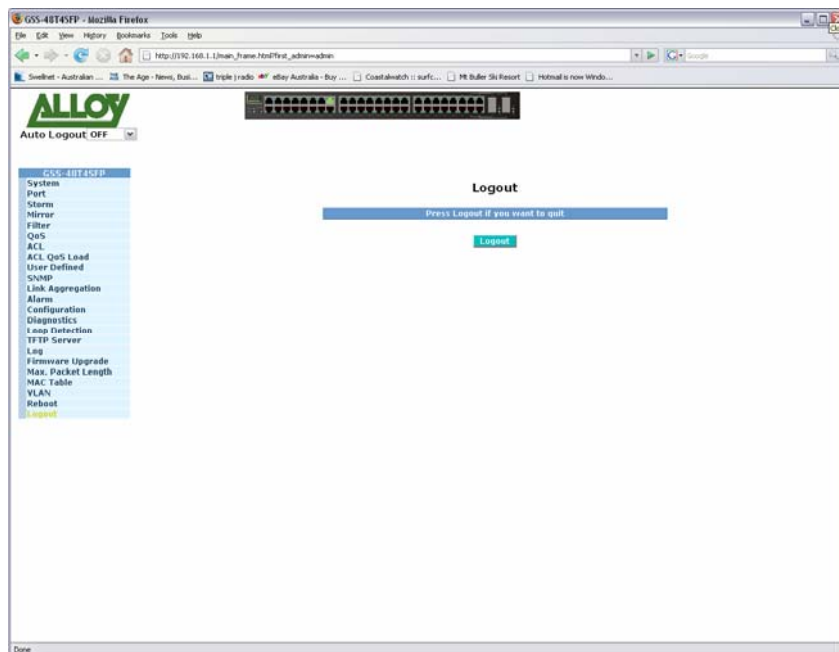 GSS-48T4SFP - Mozilla Firefox
File Edit View History Bookmarks Tools Help
http://192.168.1.1/main_frame.html?first_admin=admin
Google
Swellnet - Australian ... The Age - News, Busi... triple j radio eBay Australia - Buy ... Coastalwatch :: surfc... Mt Buller Ski Resort Hotmail is now Windo...
ALLOY
Auto Logout OFF
GSS-48T4SFP
System
Port
Storm
Mirror
Filter
QoS
ACL
ACL QoS Load
User Defined
SNMP
Link Aggregation
Alarm
Configuration
Diagnostics
Loop Detection
TFTP Server
Log
Firmware Upgrade
Max. Packet Length
MAC Table
VLAN
Reboot
Logout
Logout
Press Logout if you want to quit
Logout
Done